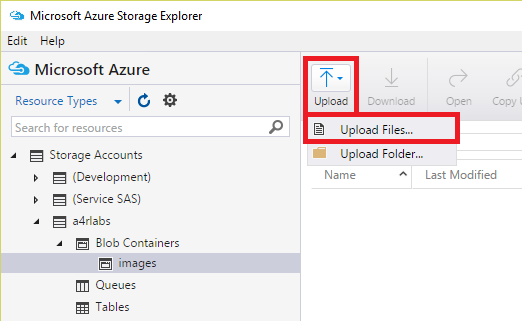 Microsoft Azure Storage Explorer
Edit Help
Microsoft Azure
Resource Types
Search for resources
Storage Accounts
(Development)
(Service SAS)
a4rlabs
Blob Containers
images
Queues
Tables
Upload Download Open Copy
Upload Files...
Upload Folder...
Name Last Modified